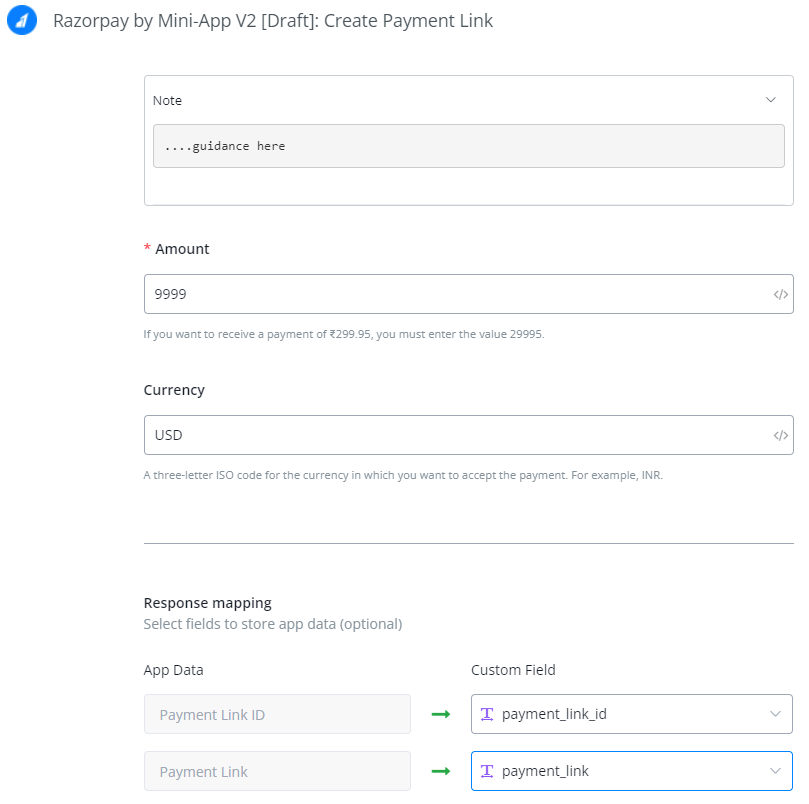 Razorpay by Mini-App V2 [Draft]: Create Payment Link
Note
....guidance here
* Amount
9999
</>
If you want to receive a payment of ₹299.95, you must enter the value 29995.
Currency
USD
</>
A three-letter ISO code for the currency in which you want to accept the payment. For example, INR.
Response mapping
Select fields to store app data (optional)
App Data
Custom Field
Payment Link ID
payment_link_id
Payment Link
payment_link